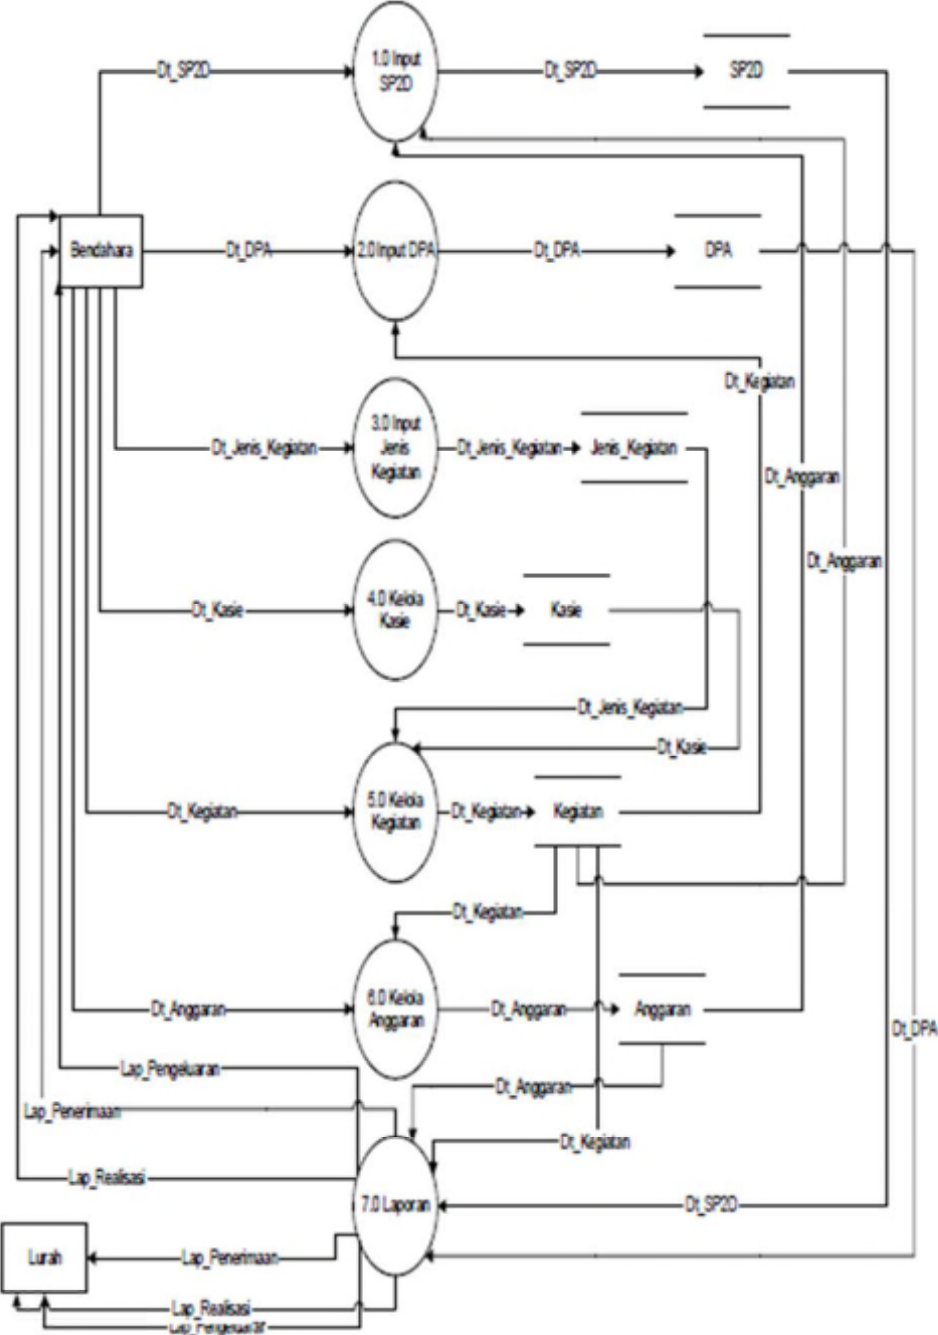 1.0 Input
SP2D
Dt_SP2D
Dt_SP2D
SP2D
Bendahara
Dt_DPA
2.0 Input DPA
Dt_DPA
DPA
Dt_Kegiatan
3.0 Input
Jenis
Kegiatan
Dt_Jenis_Kegiatan
Dt_Jenis_Kegiatan
Jenis_Kegiatan
Dt_Anggaran
Dt_Anggaran
4.0 Kelola
Kasie
Dt_Kasie
Dt_Kasie
Kasie
Dt_Jenis_Kegiatan
Dt_Kasie
5.0 Kelola
Kegiatan
Dt_Kegiatan
Dt_Kegiatan
Kegiatan
Dt_Kegiatan
6.0 Kelola
Anggaran
Dt_Anggaran
Dt_Anggaran
Anggaran
Dt_DPA
Lap_Pengeluaran
Dt_Anggaran
Lap_Penerimaan
Dt_Kegiatan
Lap_Realisasi
7.0 Laporan
Dt_SP2D
Lurah
Lap_Penerimaan
Lap_Realisasi
Lap_Pengeluaran